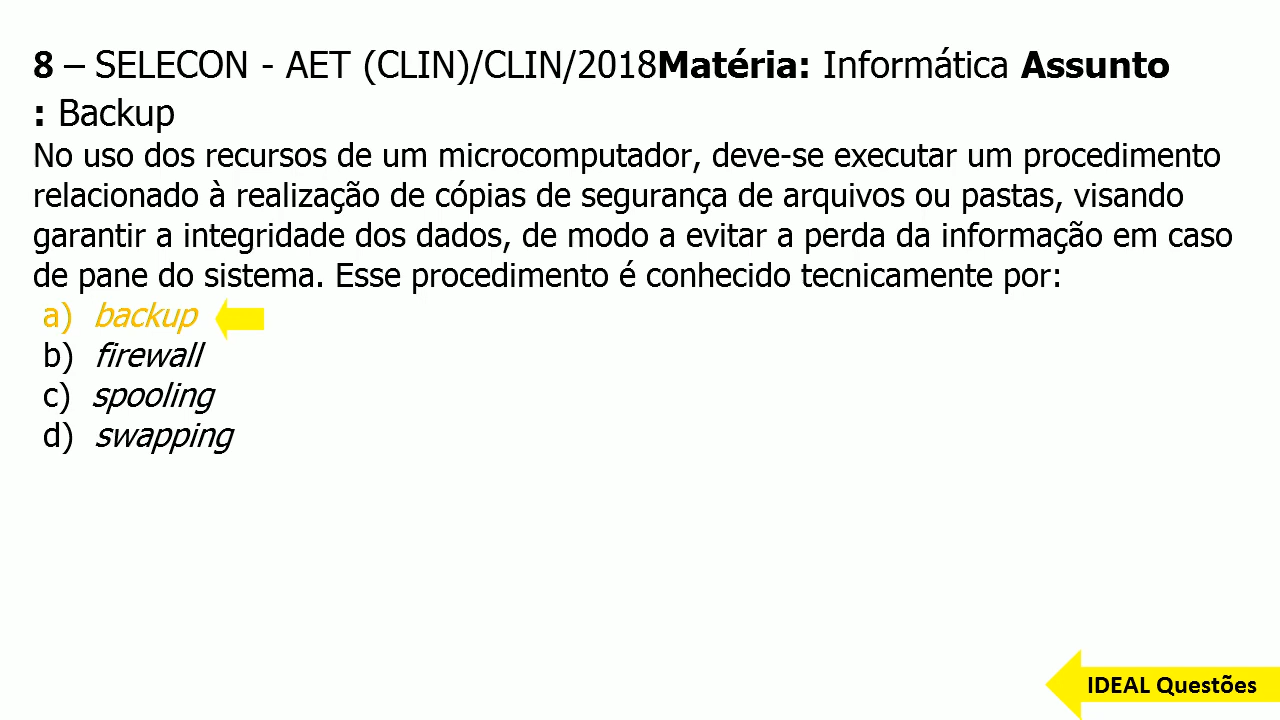 8 – SELECON - AET (CLIN)/CLIN/2018Matéria: Informática Assunto
: Backup
No uso dos recursos de um microcomputador, deve-se executar um procedimento
relacionado à realização de cópias de segurança de arquivos ou pastas, visando
garantir a integridade dos dados, de modo a evitar a perda da informação em caso
de pane do sistema. Esse procedimento é conhecido tecnicamente por:
a) backup
b) firewall
c) spooling
d) swapping
IDEAL Questões